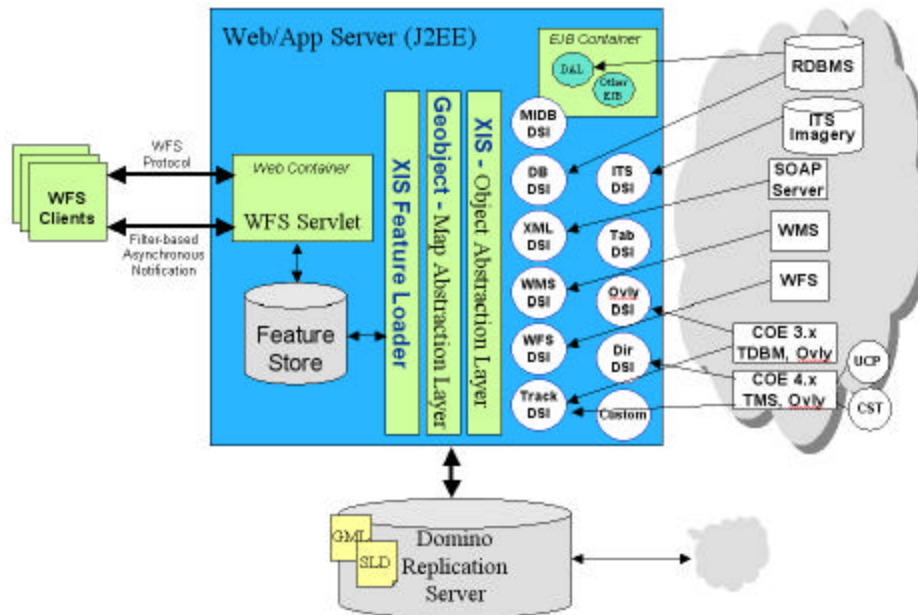 Web/App Server (J2EE)
EJB Container
DAL
Other
EJB
RDBMS
ITS
Imagery
SOAP
Server
WMS
WFS
COE 3.x
TDBM, Ovly
COE 4.x
TMS, Ovly
UCP
CST
WFS
Clients
WFS
Protocol
Filter-based
Asynchronous
Notification
Web Container
WFS Servlet
Feature
Store
XIS Feature Loader
Geobject - Map Abstraction Layer
XIS - Object Abstraction Layer
MIDB
DSI
DB
DSI
XML
DSI
WMS
DSI
WFS
DSI
Track
DSI
ITS
DSI
Tab
DSI
Ovly
DSI
Dir
DSI
Custom
GML
SLD
Domino
Replication
Server